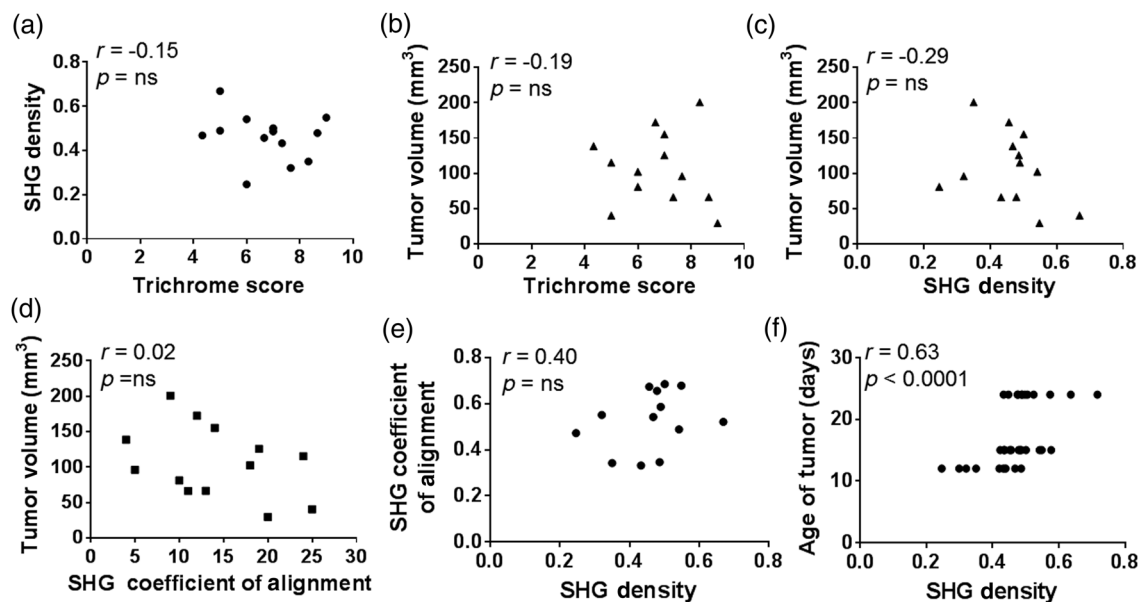 (a)
r = -0.15
p = ns
SHG density
0.8
0.6
0.4
0.2
0.0
0 2 4 6 8 10
Trichrome score
(b)
r = -0.19
p = ns
Tumor volume (mm³)
250
200
150
100
50
0
0 2 4 6 8 10
Trichrome score
(c)
r = -0.29
p = ns
Tumor volume (mm³)
250
200
150
100
50
0
0.0 0.2 0.4 0.6 0.8
SHG density
(d)
r = 0.02
p =ns
Tumor volume (mm³)
250
200
150
100
50
0
0 5 10 15 20 25 30
SHG coefficient of alignment
(e)
r = 0.40
p = ns
SHG coefficient
of alignment
0.8
0.6
0.4
0.2
0.0
0.0 0.2 0.4 0.6 0.8
SHG density
(f)
r = 0.63
p < 0.0001
Age of tumor (days)
30
20
10
0
0.0 0.2 0.4 0.6 0.8
SHG density